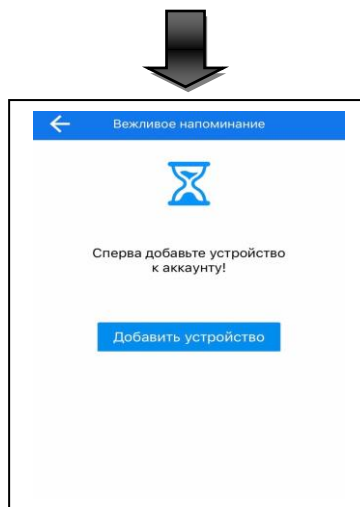 Вежливое напоминание
Сперва добавьте устройство
к аккаунту!
Добавить устройство